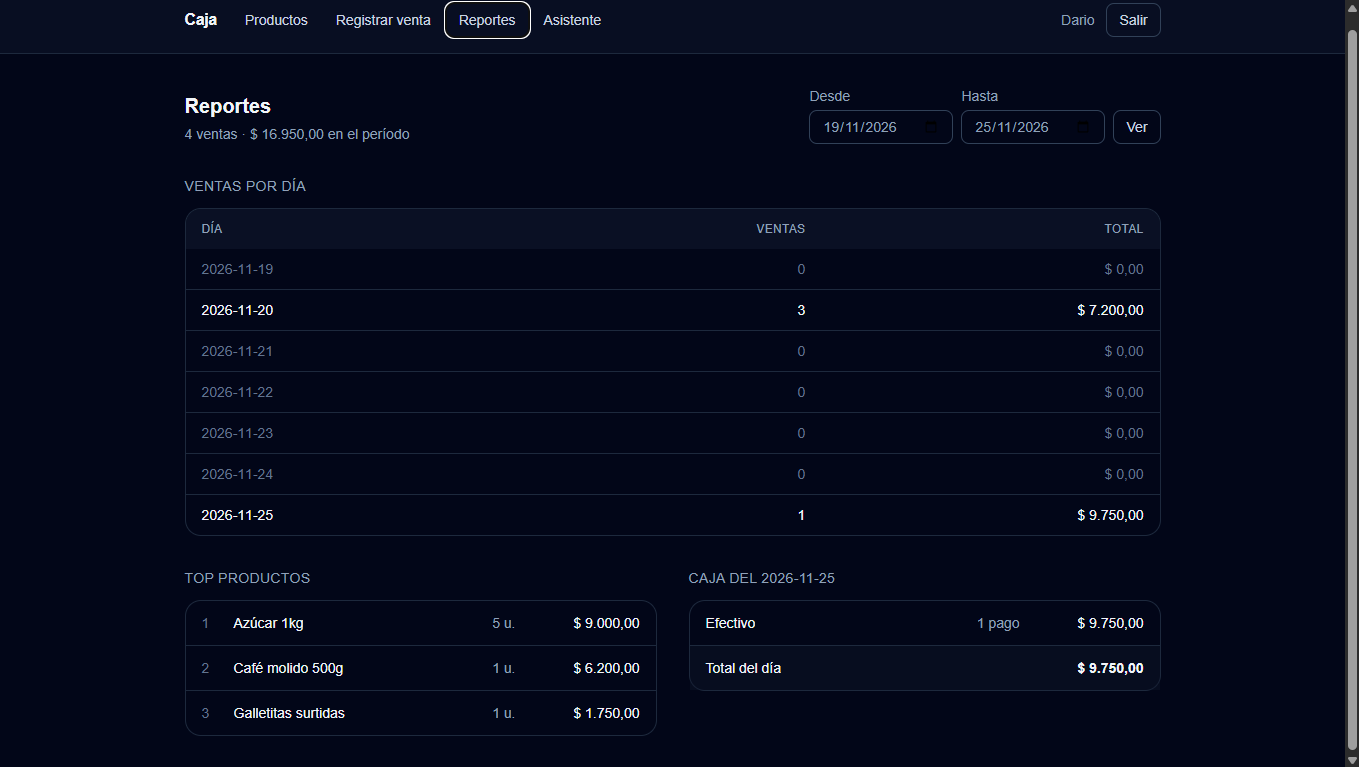 Caja Productos Registrar venta Reportes Asistente Dario Salir
Reportes
4 ventas · $ 16.950,00 en el período
Desde Hasta
19/11/2026 25/11/2026 Ver
VENTAS POR DÍA
DÍA VENTAS TOTAL
2026-11-19 0 $ 0,00
2026-11-20 3 $ 7.200,00
2026-11-21 0 $ 0,00
2026-11-22 0 $ 0,00
2026-11-23 0 $ 0,00
2026-11-24 0 $ 0,00
2026-11-25 1 $ 9.750,00
TOP PRODUCTOS
1 Azúcar 1kg 5 u. $ 9.000,00
2 Café molido 500g 1 u. $ 6.200,00
3 Galletitas surtidas 1 u. $ 1.750,00
CAJA DEL 2026-11-25
Efectivo 1 pago $ 9.750,00
Total del día $ 9.750,00